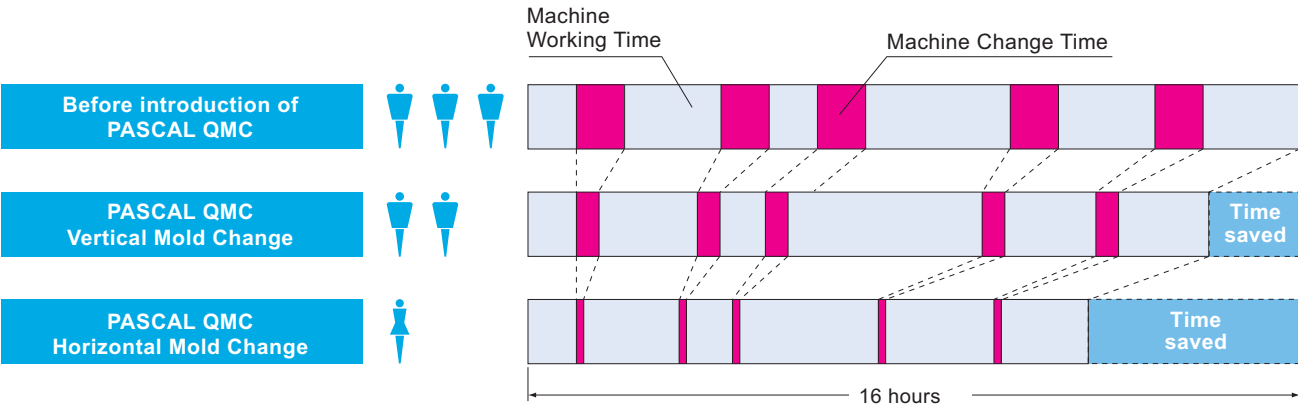 Machine
Working Time
Machine Change Time
Before introduction of
PASCAL QMC
PASCAL QMC
Vertical Mold Change
Time
saved
PASCAL QMC
Horizontal Mold Change
Time
saved
16 hours